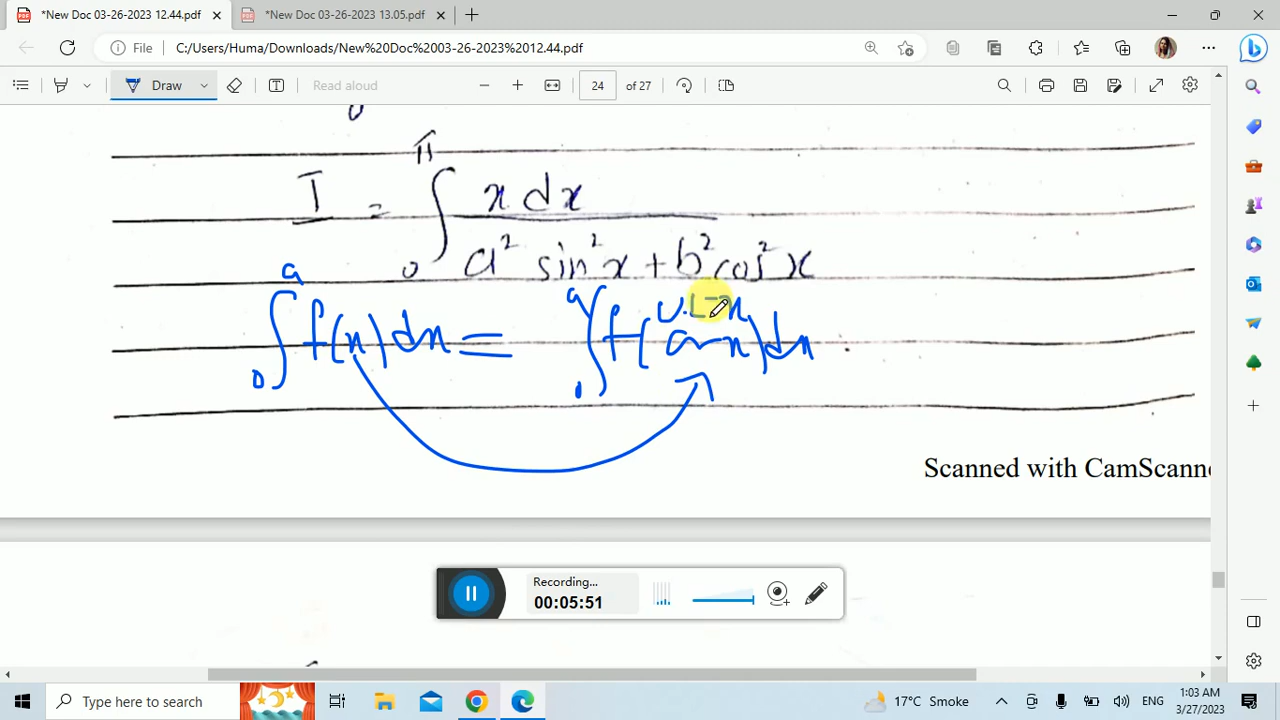 *New Doc 03-26-2023 12.44.pdf
*New Doc 03-26-2023 13.05.pdf
File C:/Users/Huma/Downloads/New%20Doc%2003-26-2023%2012.44.pdf
Draw
Read aloud
24 of 27
I = ∫₀^π x dx / (a² sin² x + b² cos² x)
∫₀^a f(x) dx = ∫₀^a f(a-x) dx
U.L-x
Scanned with CamScanne
Recording...
00:05:51
Type here to search
17°C Smoke
ENG
1:03 AM
3/27/2023